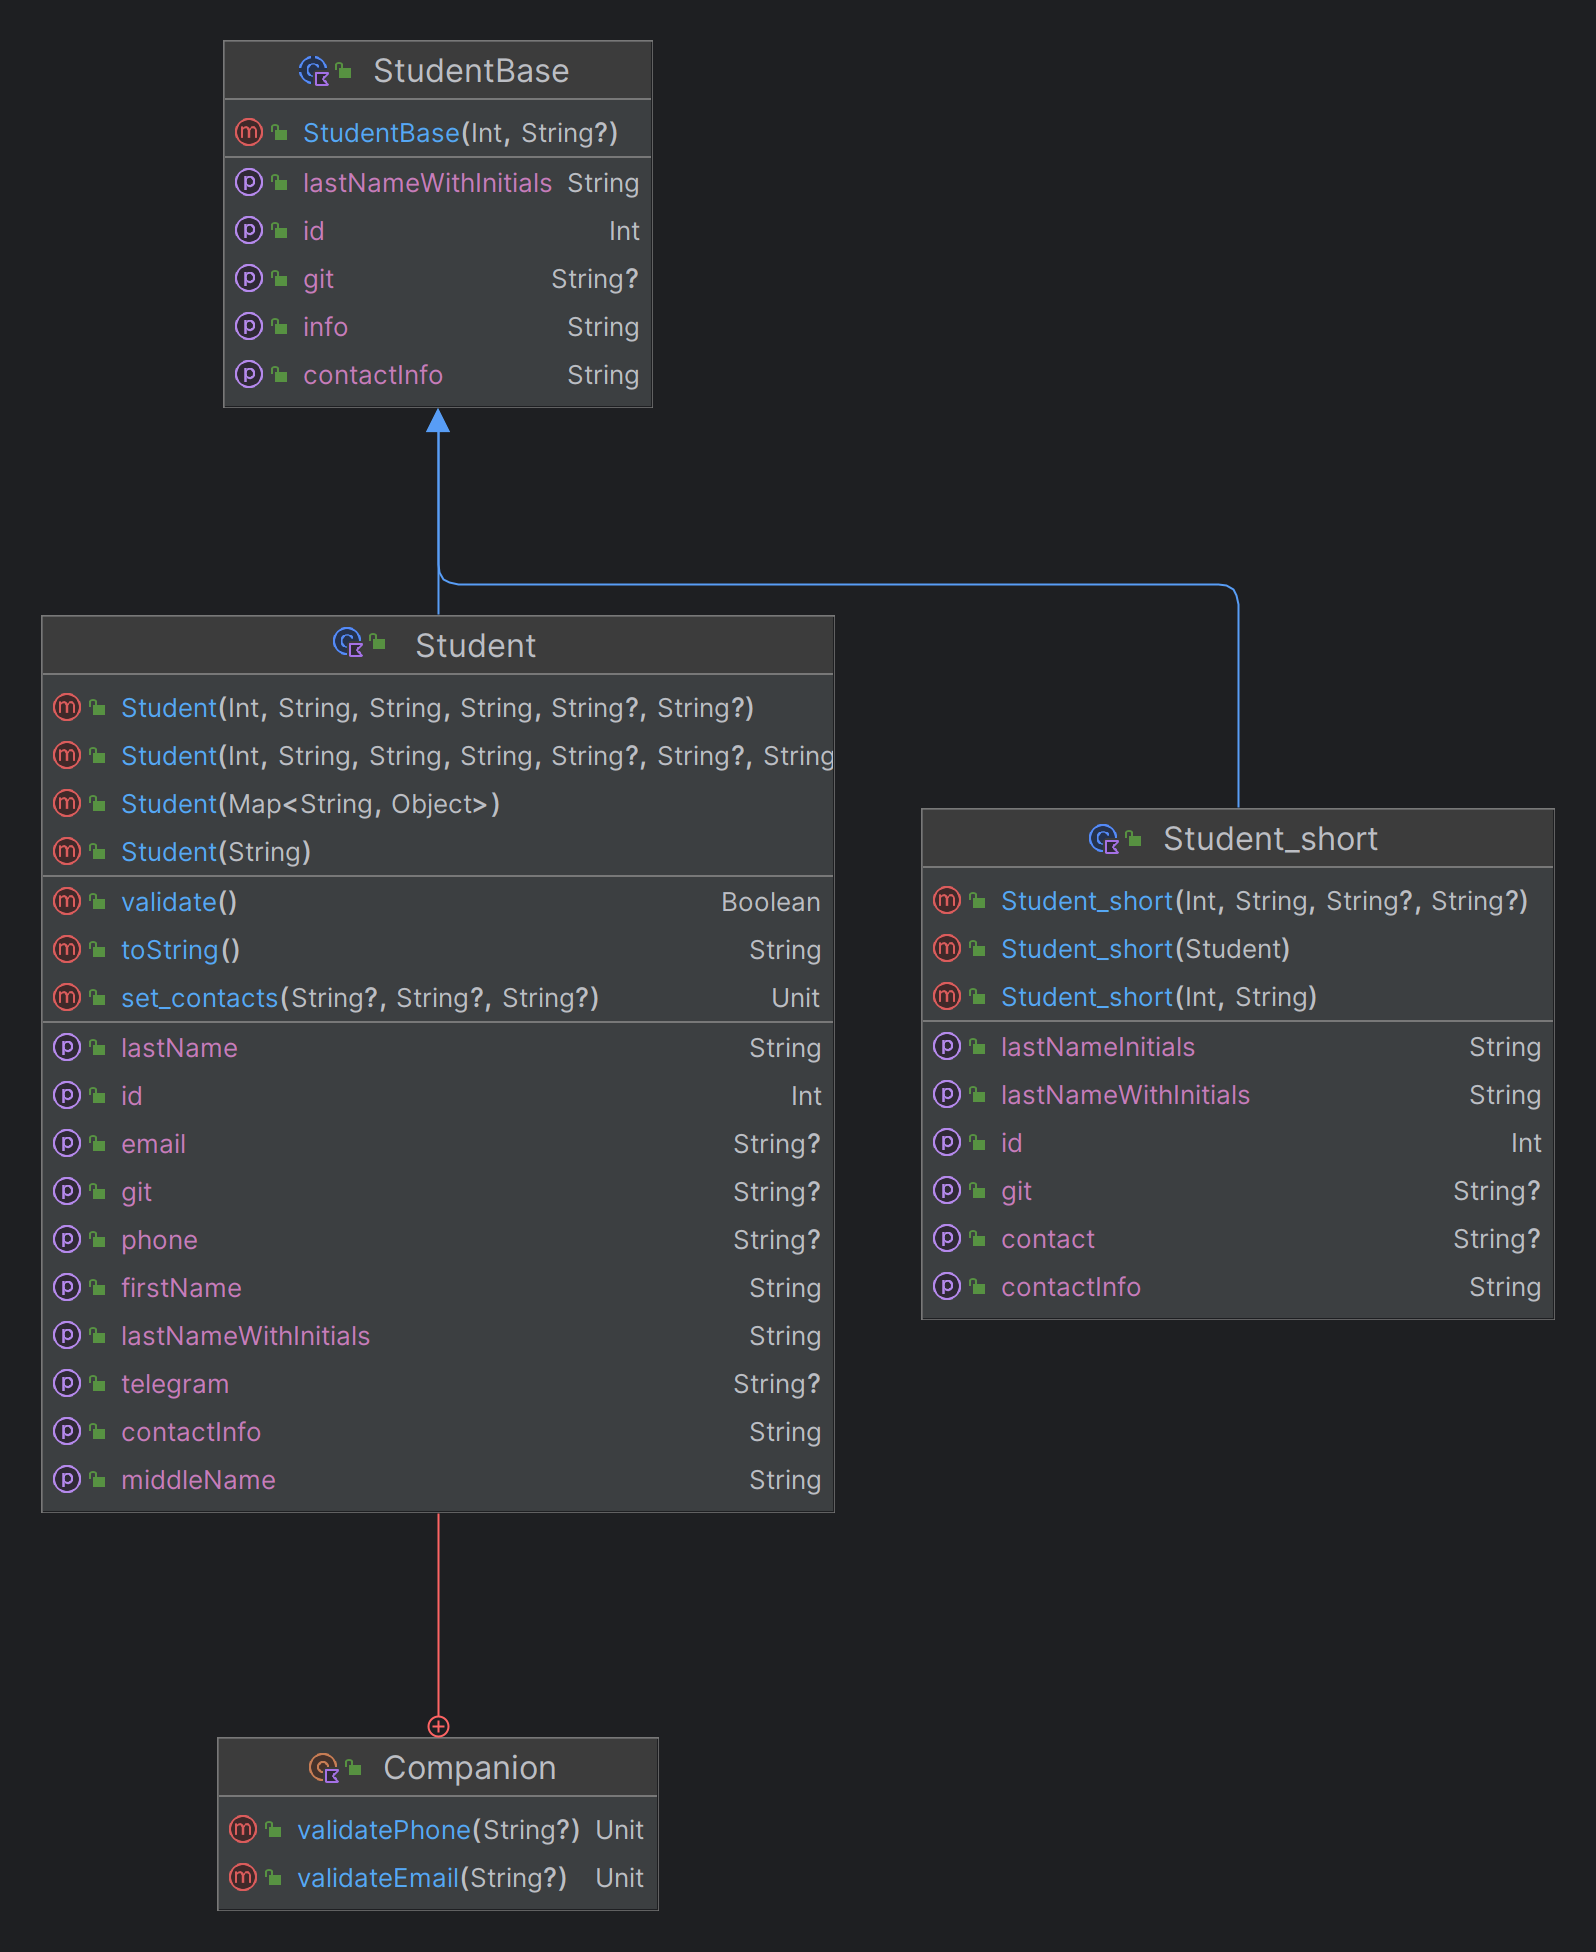 StudentBase
StudentBase(Int, String?)
lastNameWithInitials String
id Int
git String?
info String
contactInfo String
Student
Student(Int, String, String, String, String?, String?)
Student(Int, String, String, String, String?, String?, String
Student(Map<String, Object>)
Student(String)
validate() Boolean
toString() String
set_contacts(String?, String?, String?) Unit
lastName String
id Int
email String?
git String?
phone String?
firstName String
lastNameWithInitials String
telegram String?
contactInfo String
middleName String
Student_short
Student_short(Int, String, String?, String?)
Student_short(Student)
Student_short(Int, String)
lastNameInitials String
lastNameWithInitials String
id Int
git String?
contact String?
contactInfo String
Companion
validatePhone(String?) Unit
validateEmail(String?) Unit